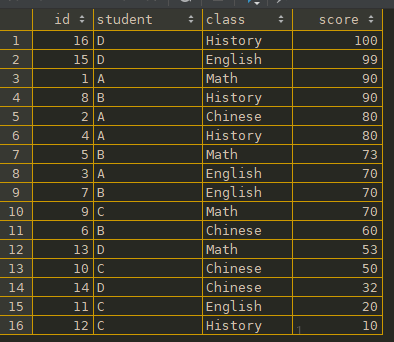 id student class score
1 16 D History 100
2 15 D English 99
3 1 A Math 90
4 8 B History 90
5 2 A Chinese 80
6 4 A History 80
7 5 B Math 73
8 3 A English 70
9 7 B English 70
10 9 C Math 70
11 6 B Chinese 60
12 13 D Math 53
13 10 C Chinese 50
14 14 D Chinese 32
15 11 C English 20
16 12 C History 10